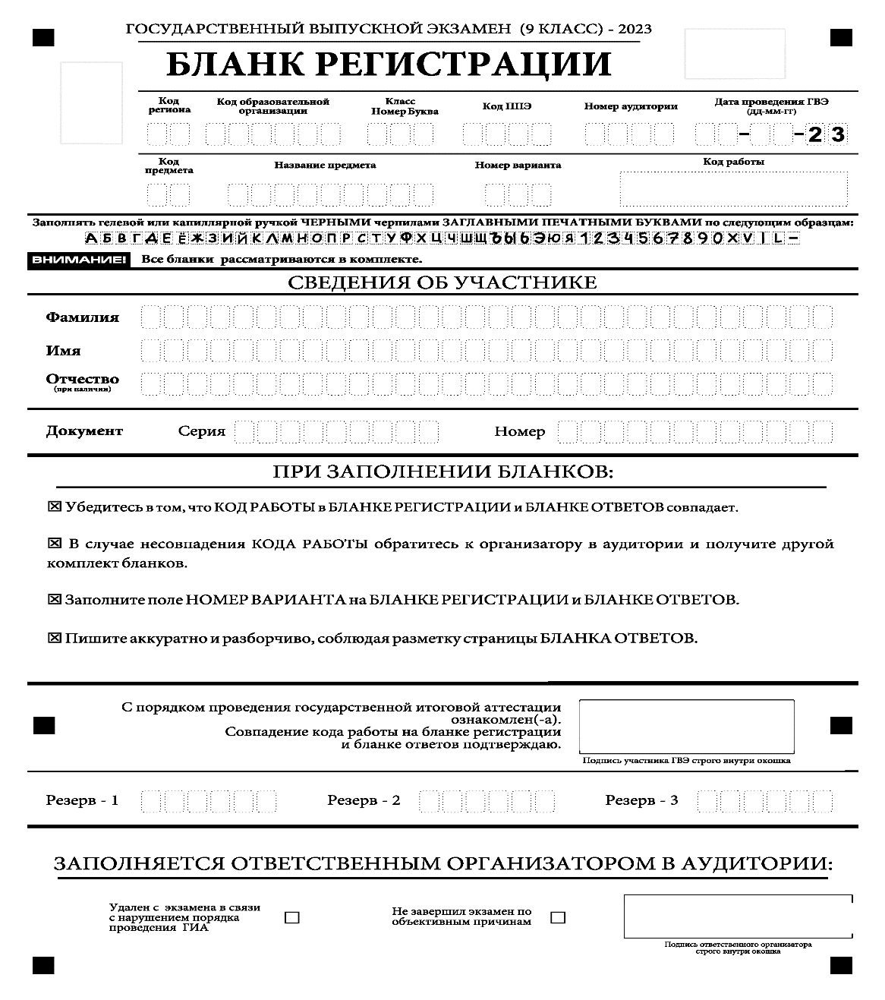 ГОСУДАРСТВЕННЫЙ ВЫПУСКНОЙ ЭКЗАМЕН (9 КЛАСС) - 2023
БЛАНК РЕГИСТРАЦИИ
Код региона
Код образовательной организации
Класс
Номер Буква
Код ППЭ
Номер аудитории
Дата проведения ГВЭ
(дд-мм-гг)
- - 2 3
Код предмета
Название предмета
Номер варианта
Код работы
Заполнять гелевой или капиллярной ручкой ЧЕРНЫМИ чернилами ЗАГЛАВНЫМИ ПЕЧАТНЫМИ БУКВАМИ по следующим образцам:
А Б В Г Д Е Ё Ж З И Й К Л М Н О П Р С Т У Ф Х Ц Ч Ш Щ Ъ Ы Ь Э Ю Я 1 2 3 4 5 6 7 8 9 0 X V I L -
ВНИМАНИЕ! Все бланки рассматриваются в комплекте.
СВЕДЕНИЯ ОБ УЧАСТНИКЕ
Фамилия
Имя
Отчество
(при наличии)
Документ Серия Номер
ПРИ ЗАПОЛНЕНИИ БЛАНКОВ:
☒ Убедитесь в том, что КОД РАБОТЫ в БЛАНКЕ РЕГИСТРАЦИИ и БЛАНКЕ ОТВЕТОВ совпадает.
☒ В случае несовпадения КОДА РАБОТЫ обратитесь к организатору в аудитории и получите другой
комплект бланков.
☒ Заполните поле НОМЕР ВАРИАНТА на БЛАНКЕ РЕГИСТРАЦИИ и БЛАНКЕ ОТВЕТОВ.
☒ Пишите аккуратно и разборчиво, соблюдая разметку страницы БЛАНКА ОТВЕТОВ.
С порядком проведения государственной итоговой аттестации
ознакомлен(-а).
Совпадение кода работы на бланке регистрации
и бланке ответов подтверждаю.
Подпись участника ГВЭ строго внутри окошка
Резерв - 1 Резерв - 2 Резерв - 3
ЗАПОЛНЯЕТСЯ ОТВЕТСТВЕННЫМ ОРГАНИЗАТОРОМ В АУДИТОРИИ:
Удален с экзамена в связи
с нарушением порядка
проведения ГИА
Не завершил экзамен по
объективным причинам
Подпись ответственного организатора
строго внутри окошка